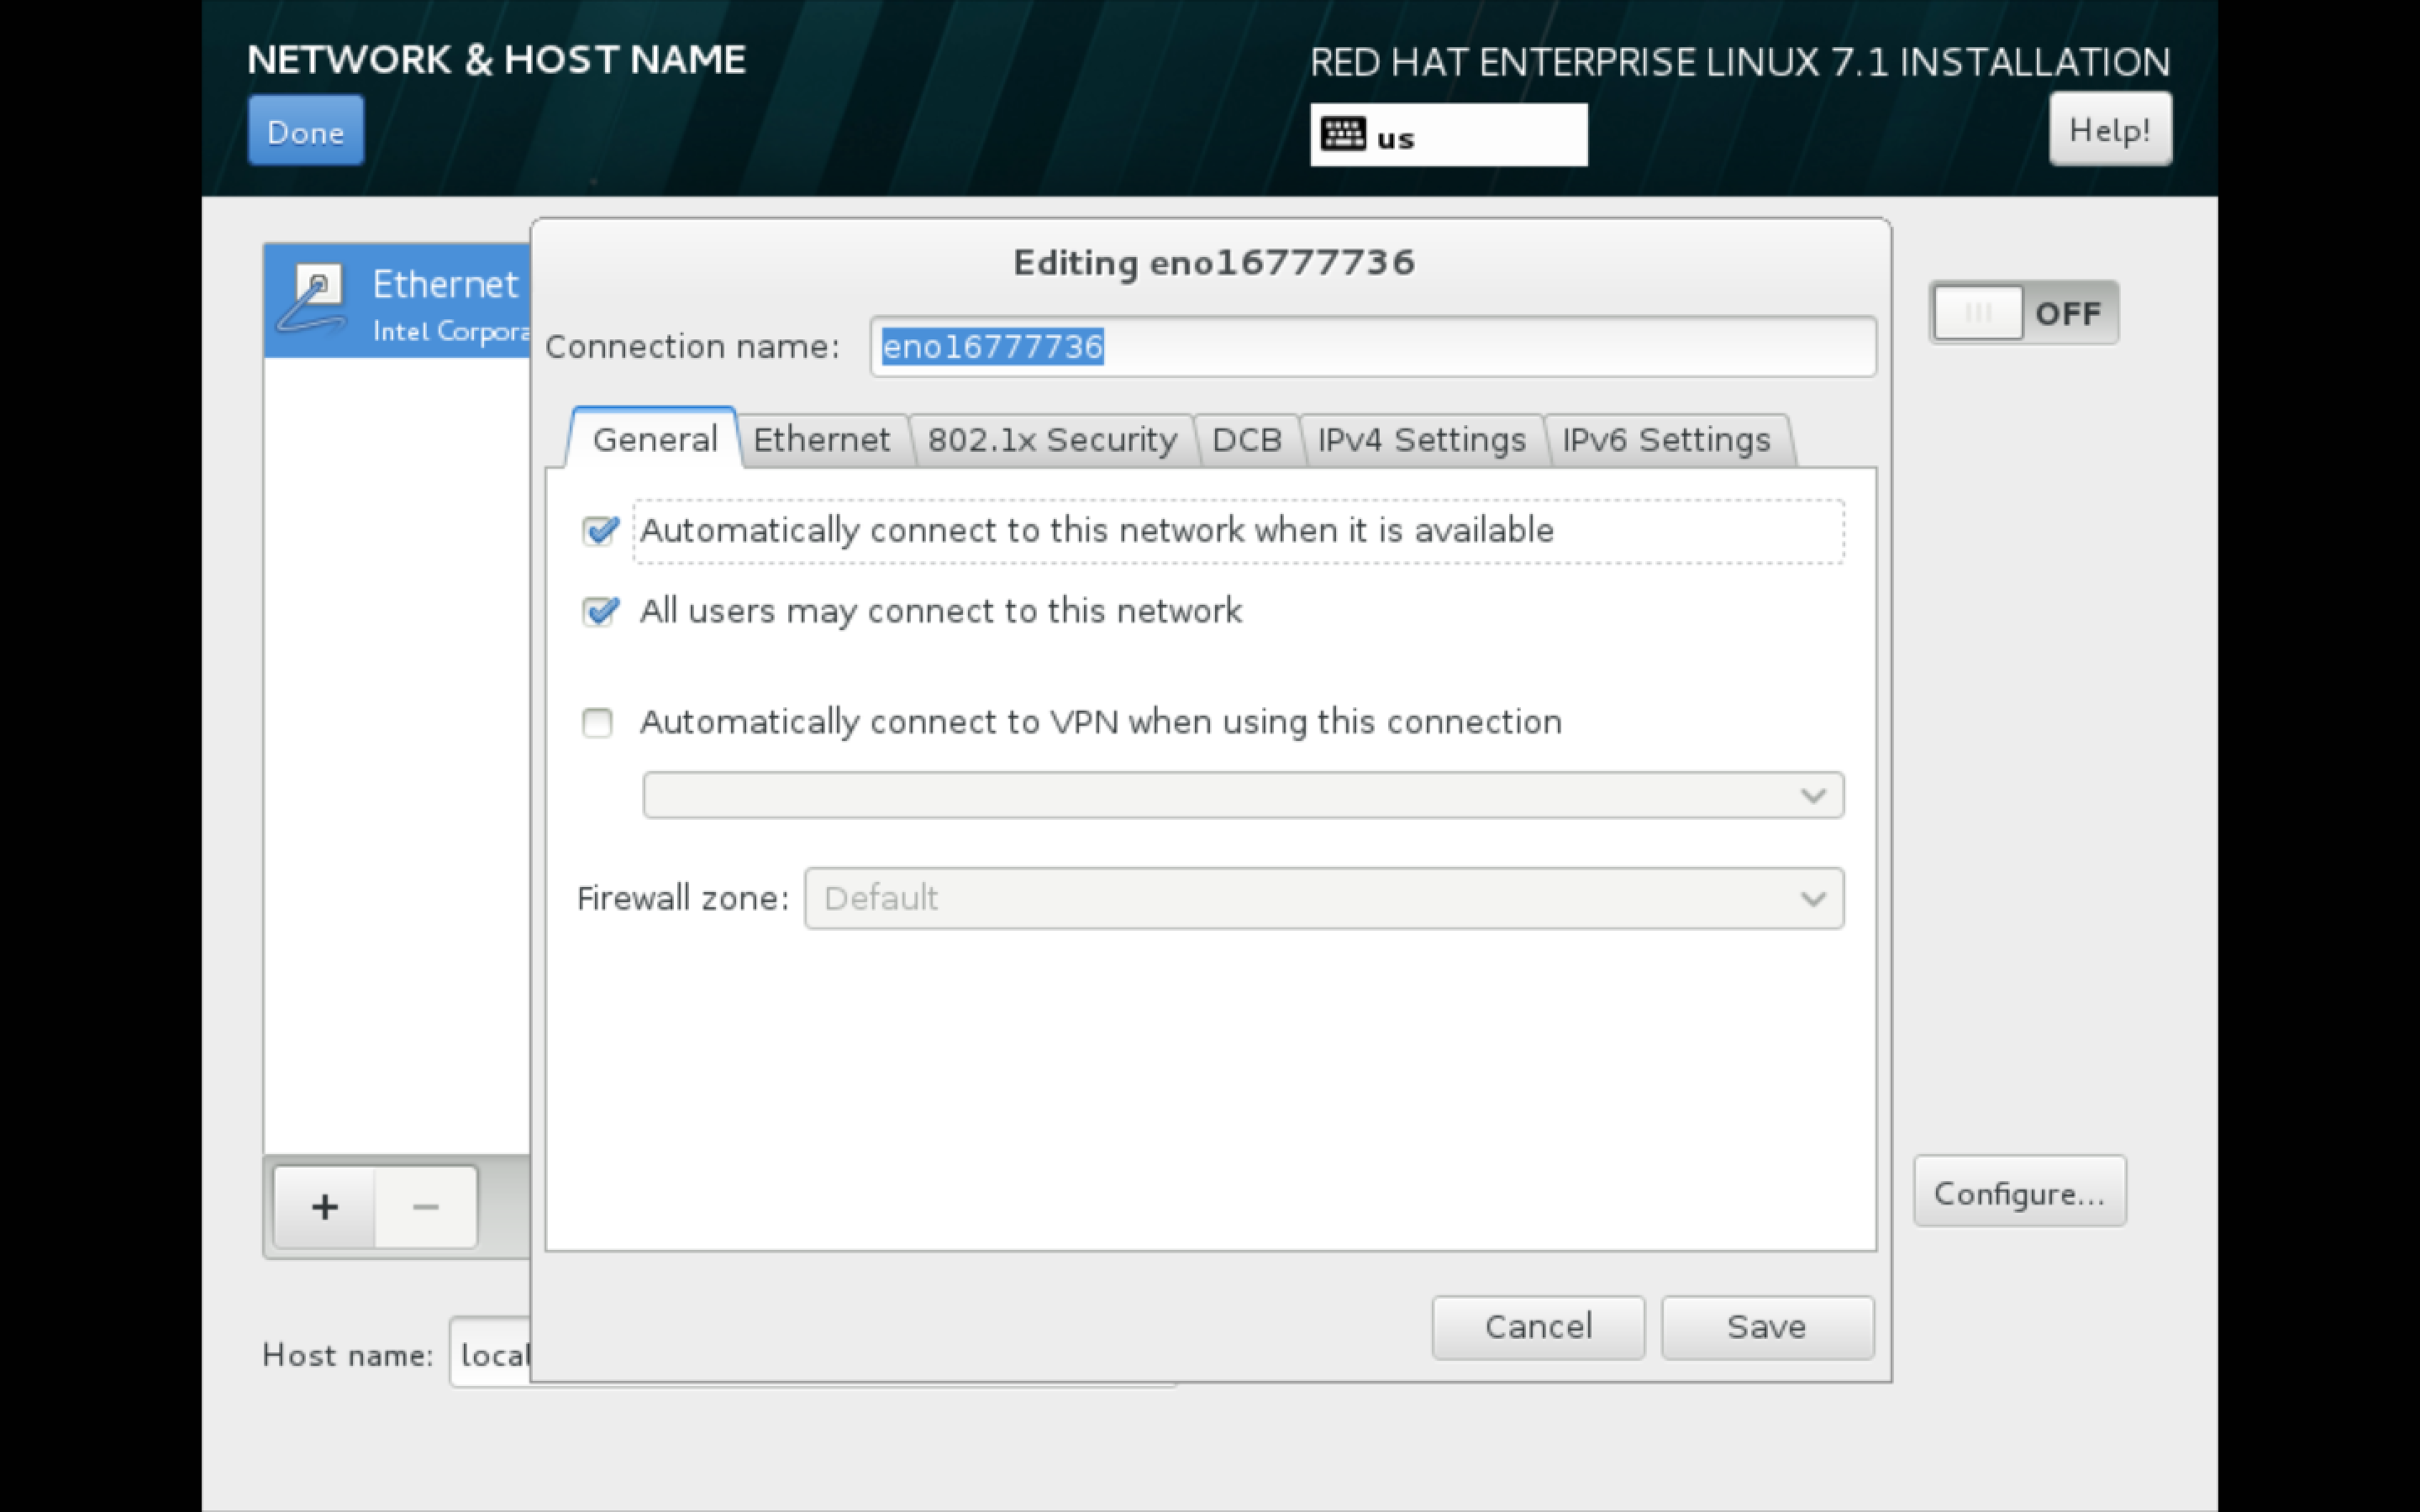 NETWORK & HOST NAME
RED HAT ENTERPRISE LINUX 7.1 INSTALLATION
Done
us
Help!
Editing eno16777736
Ethernet
Intel Corpora
OFF
Connection name: eno16777736
General Ethernet 802.1x Security DCB IPv4 Settings IPv6 Settings
Automatically connect to this network when it is available
All users may connect to this network
Automatically connect to VPN when using this connection
Firewall zone: Default
+ −
Configure...
Cancel Save
Host name: local